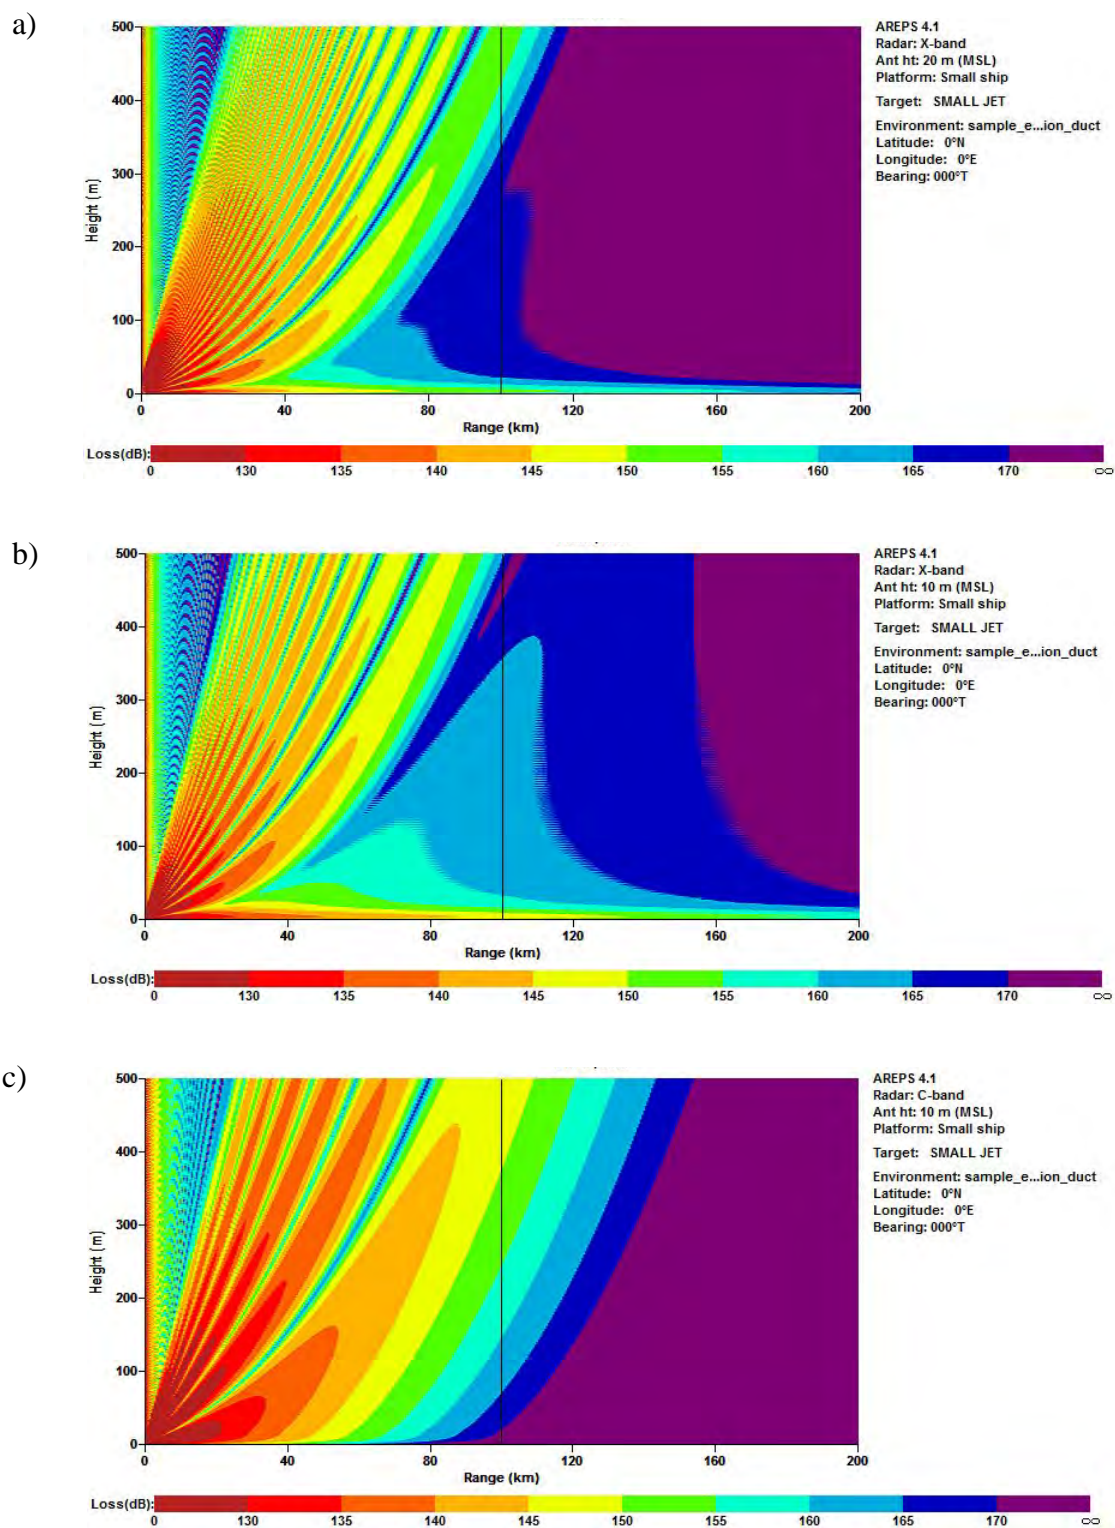 a)
500
400
300
200
100
0
Height (m)
0 40 80 120 160 200
Range (km)
AREPS 4.1
Radar: X-band
Ant ht: 20 m (MSL)
Platform: Small ship
Target: SMALL JET
Environment: sample_e...ion_duct
Latitude: 0°N
Longitude: 0°E
Bearing: 000°T
Loss(dB):
0 130 135 140 145 150 155 160 165 170 ∞
b)
500
400
300
200
100
0
Height (m)
0 40 80 120 160 200
Range (km)
AREPS 4.1
Radar: X-band
Ant ht: 10 m (MSL)
Platform: Small ship
Target: SMALL JET
Environment: sample_e...ion_duct
Latitude: 0°N
Longitude: 0°E
Bearing: 000°T
Loss(dB):
0 130 135 140 145 150 155 160 165 170 ∞
c)
500
400
300
200
100
0
Height (m)
0 40 80 120 160 200
Range (km)
AREPS 4.1
Radar: C-band
Ant ht: 10 m (MSL)
Platform: Small ship
Target: SMALL JET
Environment: sample_e...ion_duct
Latitude: 0°N
Longitude: 0°E
Bearing: 000°T
Loss(dB):
0 130 135 140 145 150 155 160 165 170 ∞